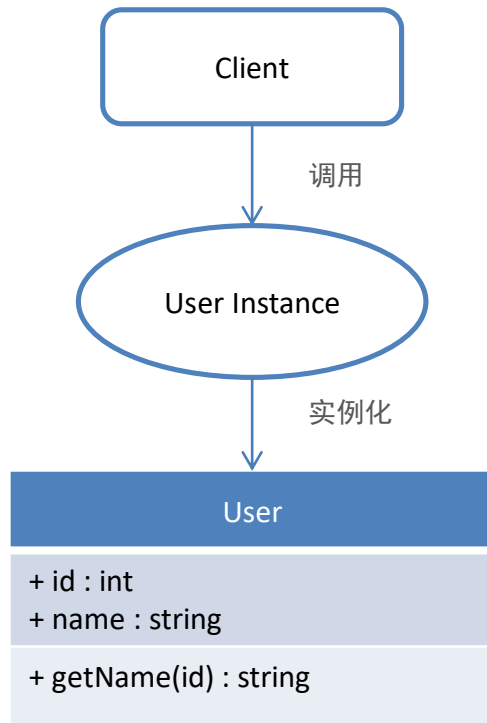 Client
调用
User Instance
实例化
User
+ id : int
+ name : string
+ getName(id) : string